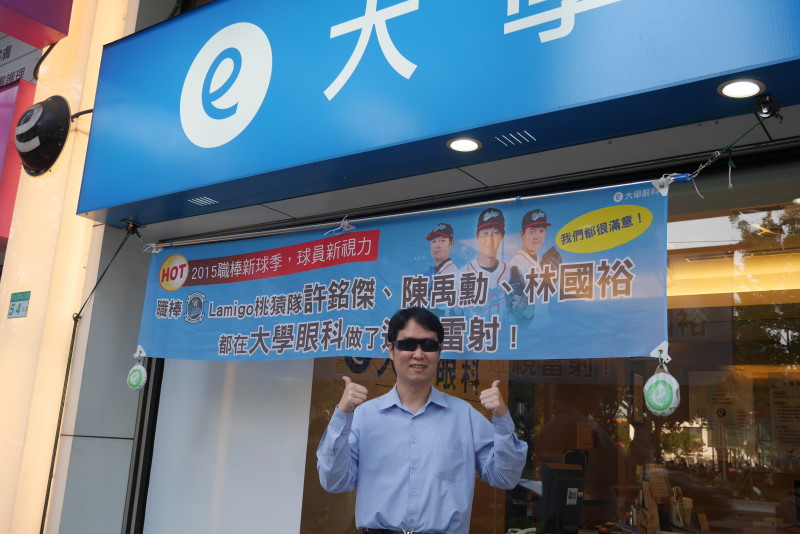 e 大學
大學眼科
HOT 2015職棒新球季，球員新視力
我們都很滿意！
職棒 Lamigo桃猿隊許銘傑、陳禹勳、林國裕
都在大學眼科做了近視雷射！
54